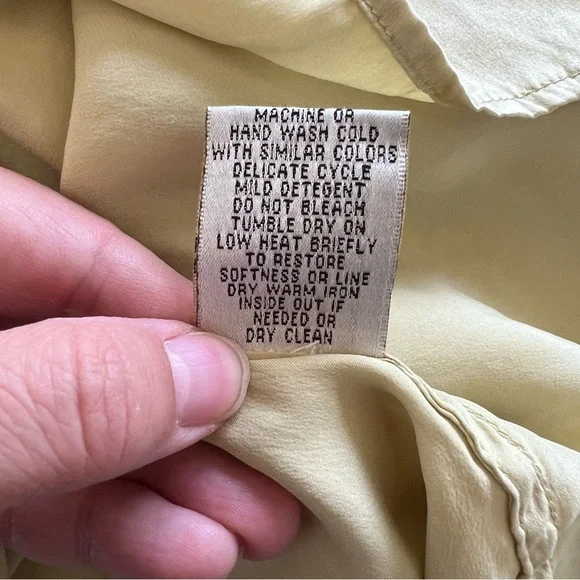 MACHINE OR
HAND WASH COLD
WITH SIMILAR COLORS
DELICATE CYCLE
MILD DETEGENT
DO NOT BLEACH
TUMBLE DRY ON
LOW HEAT BRIEFLY
TO RESTORE
SOFTNESS OR LINE
DRY WARM IRON
INSIDE OUT IF
NEEDED OR
DRY CLEAN